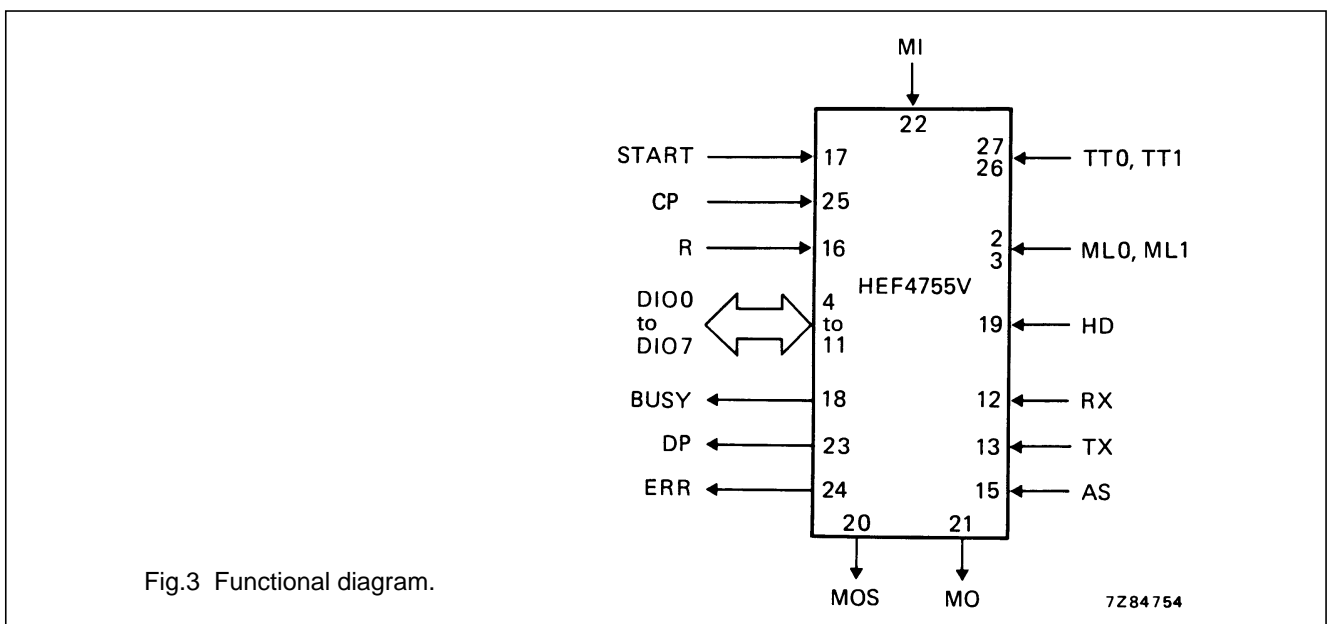 MI
22
START 17
27
26 TT0, TT1
CP 25
R 16
2
3 ML0, ML1
HEF4755V
DIO0
to
DIO7
4
to
11
19 HD
BUSY 18
12 RX
DP 23
13 TX
ERR 24
15 AS
20 21
MOS MO
Fig.3 Functional diagram.
7Z84754